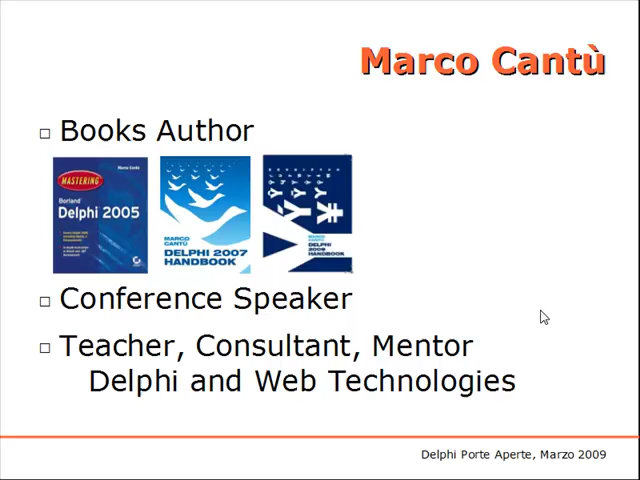 Marco Cantù
Books Author
Marco Cantù
MASTERING
Borland
Delphi 2005
MARCO
CANTÙ
DELPHI 2007
HANDBOOK
MARCO
CANTÙ
DELPHI
2009
HANDBOOK
Conference Speaker
Teacher, Consultant, Mentor
Delphi and Web Technologies
Delphi Porte Aperte, Marzo 2009